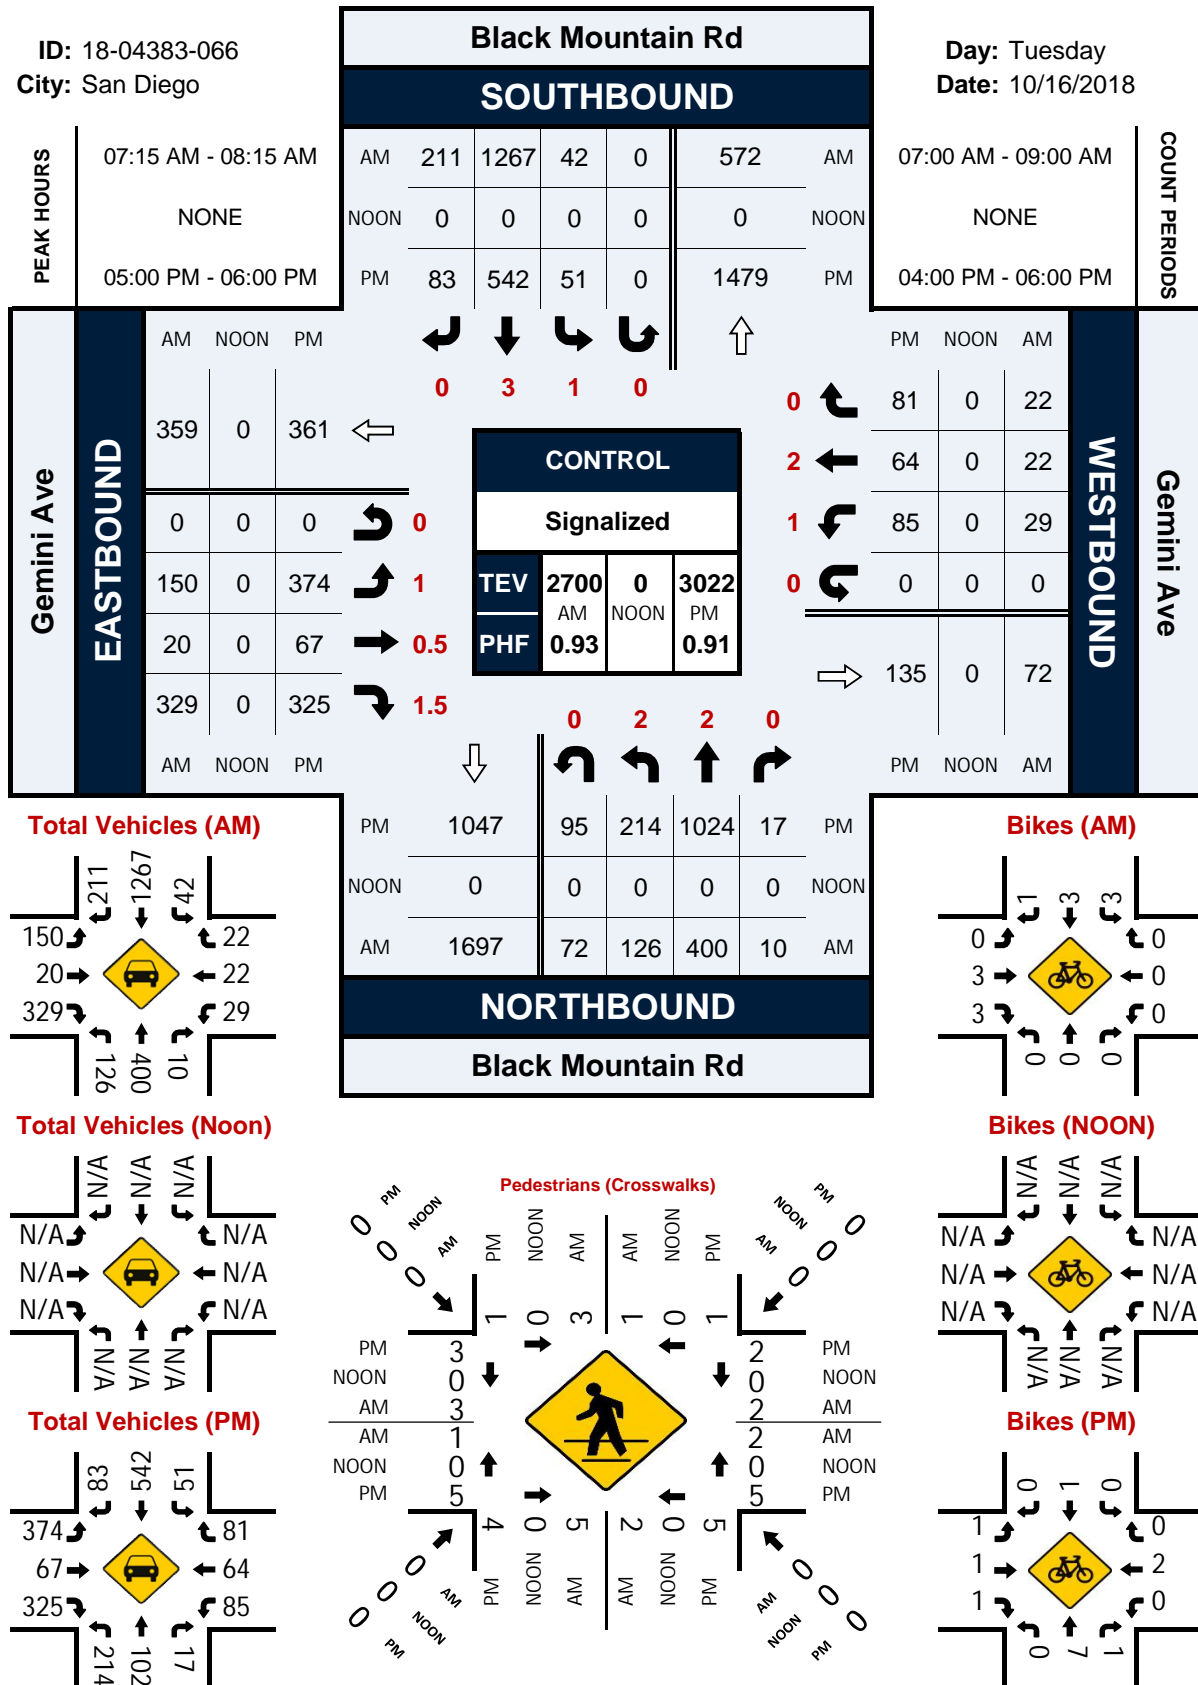 ID: 18-04383-066
City: San Diego
Black Mountain Rd
SOUTHBOUND
Day: Tuesday
Date: 10/16/2018
PEAK HOURS
07:15 AM - 08:15 AM
NONE
05:00 PM - 06:00 PM
AM 211 1267 42 0 572 AM
NOON 0 0 0 0 0 NOON
PM 83 542 51 0 1479 PM
07:00 AM - 09:00 AM
NONE
04:00 PM - 06:00 PM
COUNT PERIODS
0 3 1 0
Gemini Ave
EASTBOUND
AM NOON PM
359 0 361
0 0 0 0
150 0 374 1
20 0 67 0.5
329 0 325 1.5
AM NOON PM
CONTROL
Signalized
TEV 2700 0 3022
AM NOON PM
PHF 0.93 0.91
PM NOON AM
0 81 0 22
2 64 0 22
1 85 0 29
0 0 0 0
135 0 72
PM NOON AM
WESTBOUND
Gemini Ave
0 2 2 0
PM 1047 95 214 1024 17 PM
NOON 0 0 0 0 0 NOON
AM 1697 72 126 400 10 AM
NORTHBOUND
Black Mountain Rd
Total Vehicles (AM)
211 1267 42
150 22
20 22
329 29
126 400 10
Bikes (AM)
1 3 3
0 0
3 0
3 0
0 0 0
Total Vehicles (Noon)
N/A N/A N/A
N/A N/A
N/A N/A
N/A N/A
N/A N/A N/A
Bikes (NOON)
N/A N/A N/A
N/A N/A
N/A N/A
N/A N/A
N/A N/A N/A
Total Vehicles (PM)
83 542 51
374 81
67 64
325 85
214 102 17
Bikes (PM)
0 1 0
1 0
1 2
1 0
0 7 1
Pedestrians (Crosswalks)
PM NOON AM
0 0 0
PM NOON AM AM NOON PM
1 0 3 1 0 1
AM NOON PM
0 0 0
PM 3 2 PM
NOON 0 0 NOON
AM 3 2 AM
AM 1 2 AM
NOON 0 0 NOON
PM 5 5 PM
4 0 5 2 0 5
PM NOON AM AM NOON PM
0 0 0
AM NOON PM
0 0 0
AM NOON PM